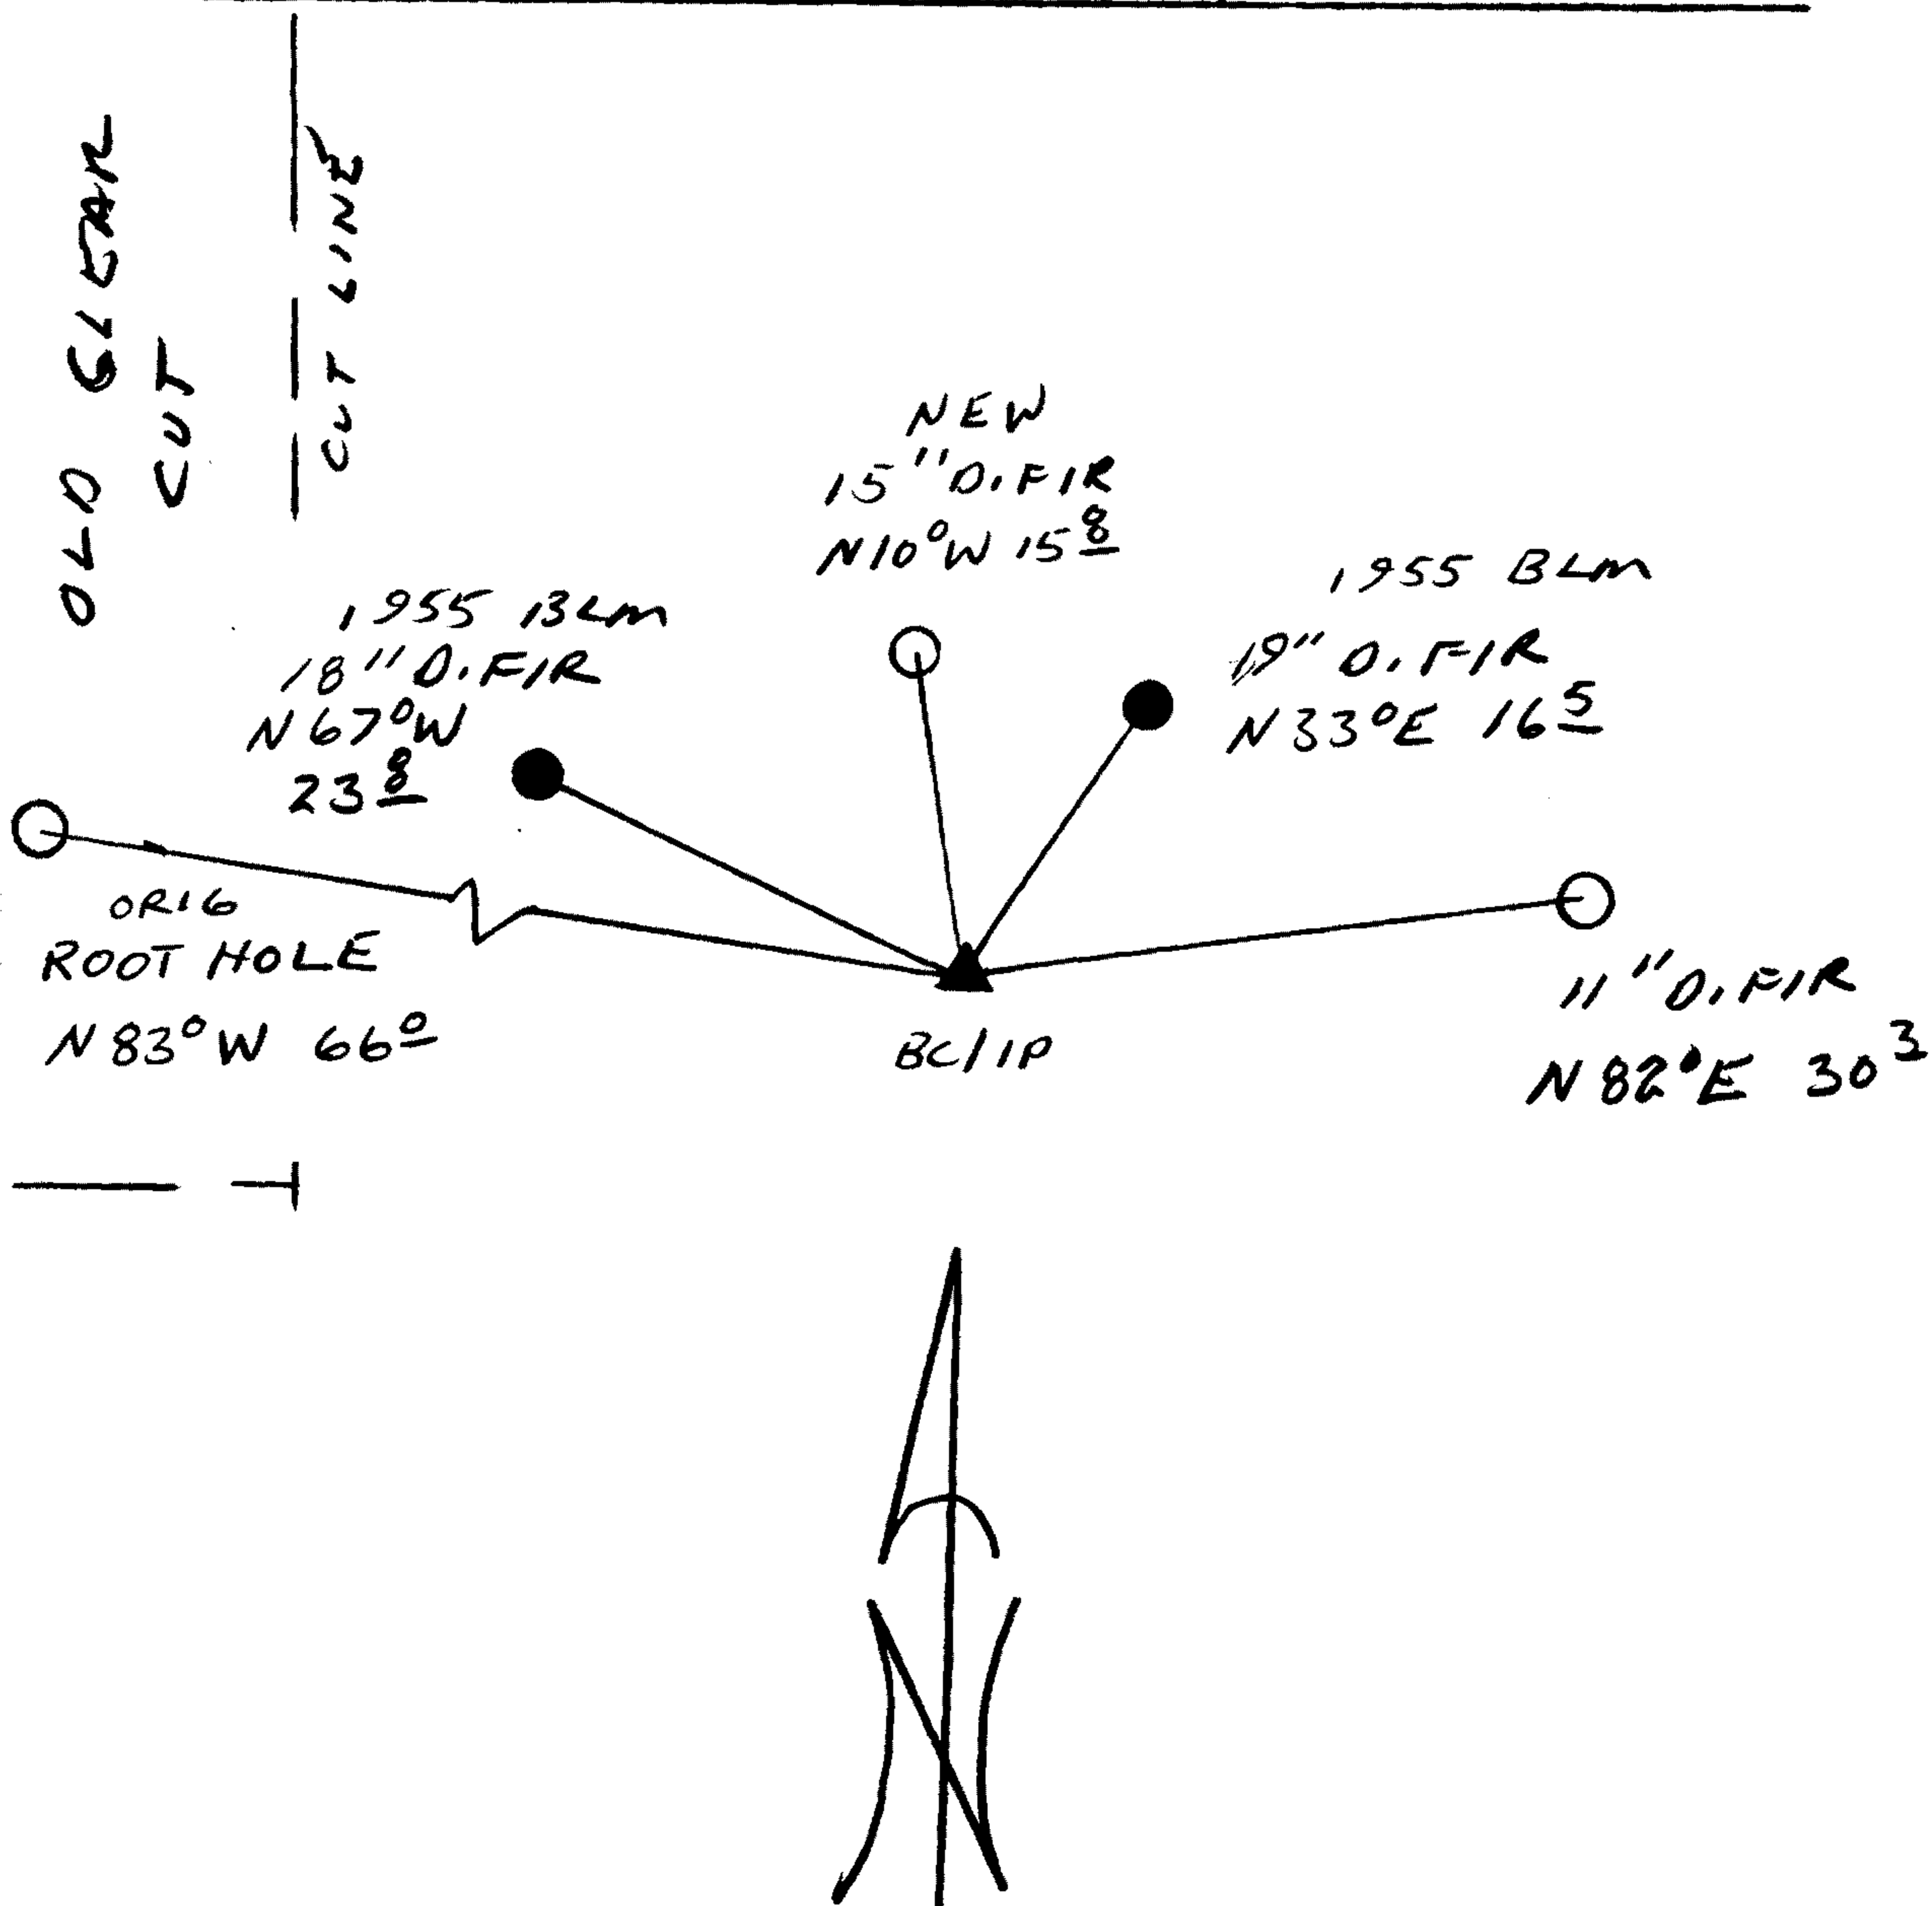 OLD CLEAR
CUT
CUT LINE
NEW
15" D.FIR
N10°W 15 8
1955 BLM
18" D.FIR
N67°W
23 8
1955 BLM
19" D.FIR
N33°E 16 5
ORIG
ROOT HOLE
N83°W 66 0
BC/IP
11" D.FIR
N82°E 30 3
N